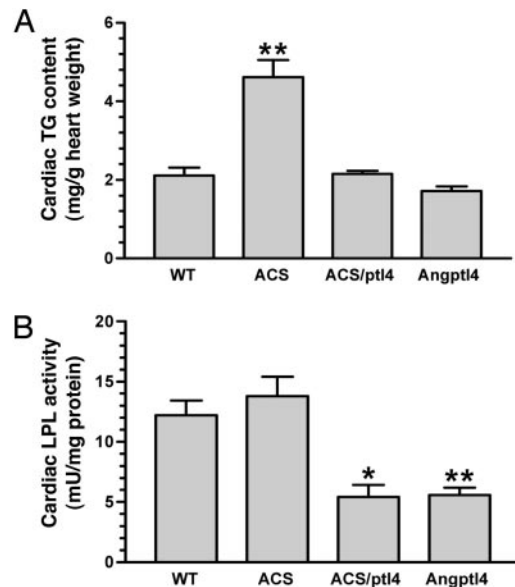 A
Cardiac TG content
(mg/g heart weight)
6
4
2
0
**
WT
ACS
ACS/ptl4
Angptl4
B
Cardiac LPL activity
(mU/mg protein)
20
15
10
5
0
*
**
WT
ACS
ACS/ptl4
Angptl4